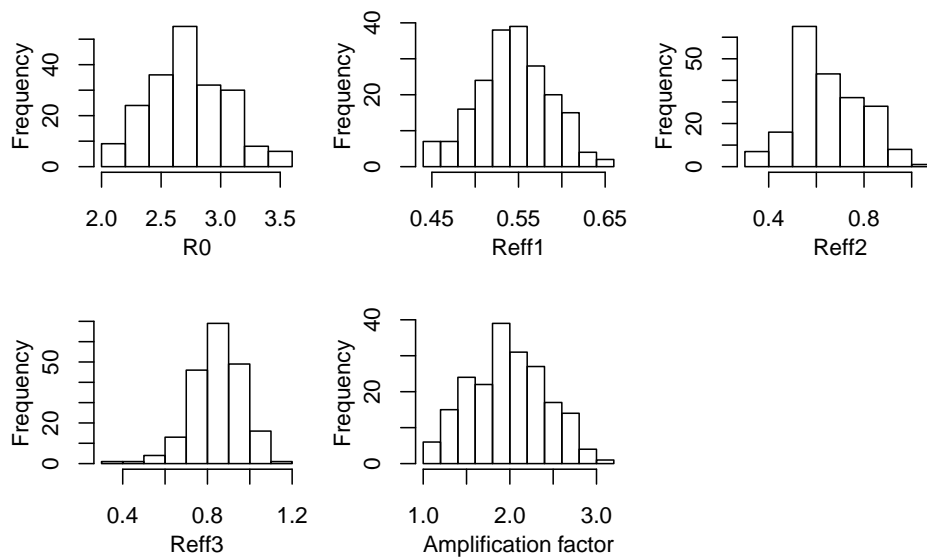 Frequency
0
20
40
2.0 2.5 3.0 3.5
R0
Frequency
0
20
40
0.45 0.55 0.65
Reff1
Frequency
0
20
50
0.4 0.8
Reff2
Frequency
0
20
50
0.4 0.8 1.2
Reff3
Frequency
0
20
40
1.0 2.0 3.0
Amplification factor